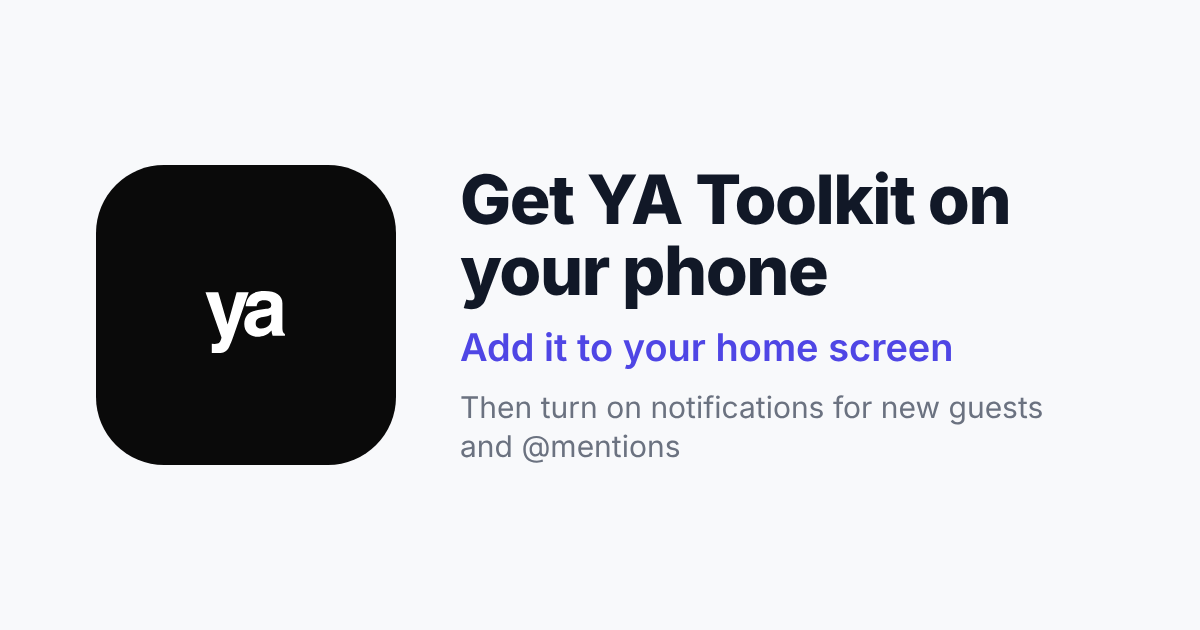 ya
Get YA Toolkit on
your phone
Add it to your home screen
Then turn on notifications for new guests
and @mentions